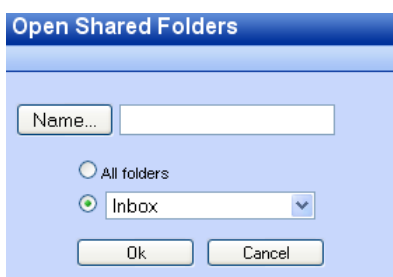 Open Shared Folders
Name...
All folders
Inbox
Ok Cancel